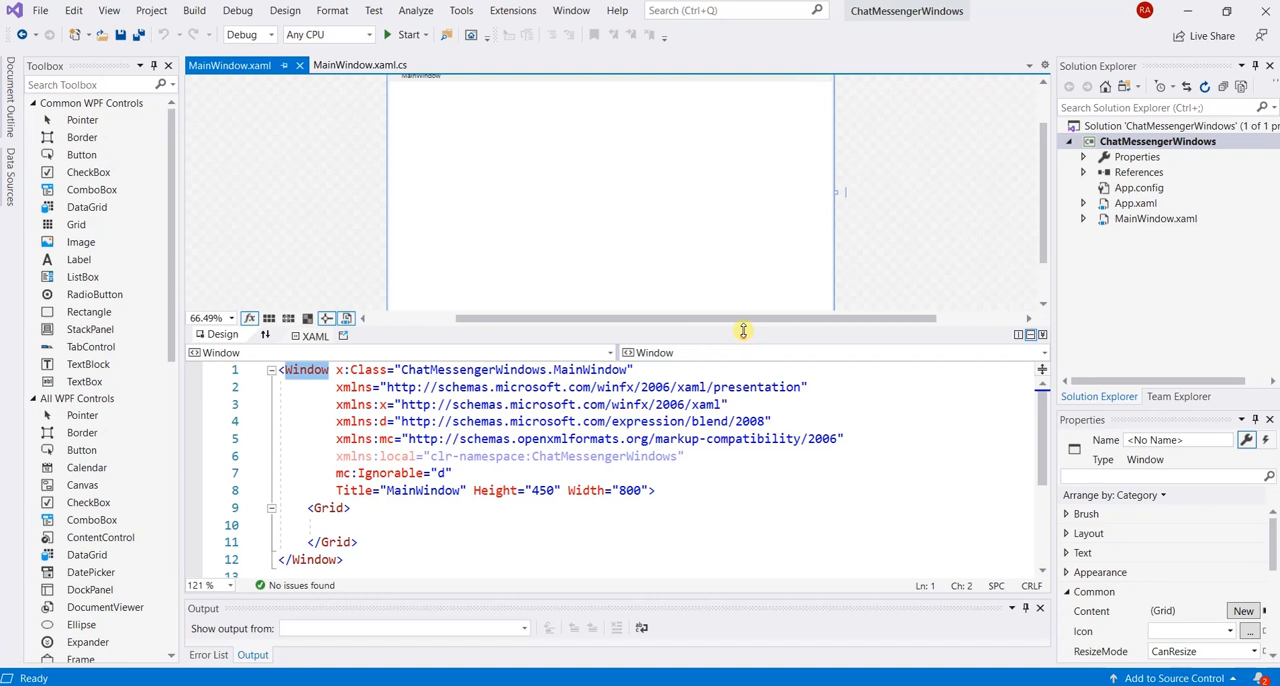 File Edit View Project Build Debug Design Format Test Analyze Tools Extensions Window Help Search (Ctrl+Q) ChatMessengerWindows RA
Debug Any CPU Start Live Share
Document Outline
Data Sources
Toolbox
Search Toolbox
Common WPF Controls
Pointer
Border
Button
CheckBox
ComboBox
DataGrid
Grid
Image
Label
ListBox
RadioButton
Rectangle
StackPanel
TabControl
TextBlock
TextBox
All WPF Controls
Pointer
Border
Button
Calendar
Canvas
CheckBox
ComboBox
ContentControl
DataGrid
DatePicker
DockPanel
DocumentViewer
Ellipse
Expander
Frame
MainWindow.xaml MainWindow.xaml.cs
MainWindow
66.49% fx
Design XAML
Window Window
1 <Window x:Class="ChatMessengerWindows.MainWindow"
2 xmlns="http://schemas.microsoft.com/winfx/2006/xaml/presentation"
3 xmlns:x="http://schemas.microsoft.com/winfx/2006/xaml"
4 xmlns:d="http://schemas.microsoft.com/expression/blend/2008"
5 xmlns:mc="http://schemas.openxmlformats.org/markup-compatibility/2006"
6 xmlns:local="clr-namespace:ChatMessengerWindows"
7 mc:Ignorable="d"
8 Title="MainWindow" Height="450" Width="800">
9 <Grid>
10
11 </Grid>
12 </Window>
13
121 % No issues found Ln: 1 Ch: 2 SPC CRLF
Output
Show output from:
Error List Output
Solution Explorer
Search Solution Explorer (Ctrl+;)
Solution 'ChatMessengerWindows' (1 of 1 pr
ChatMessengerWindows
Properties
References
App.config
App.xaml
MainWindow.xaml
Solution Explorer Team Explorer
Properties
Name <No Name>
Type Window
Arrange by: Category
Brush
Layout
Text
Appearance
Common
Content (Grid) New
Icon ...
ResizeMode CanResize
Ready Add to Source Control 2